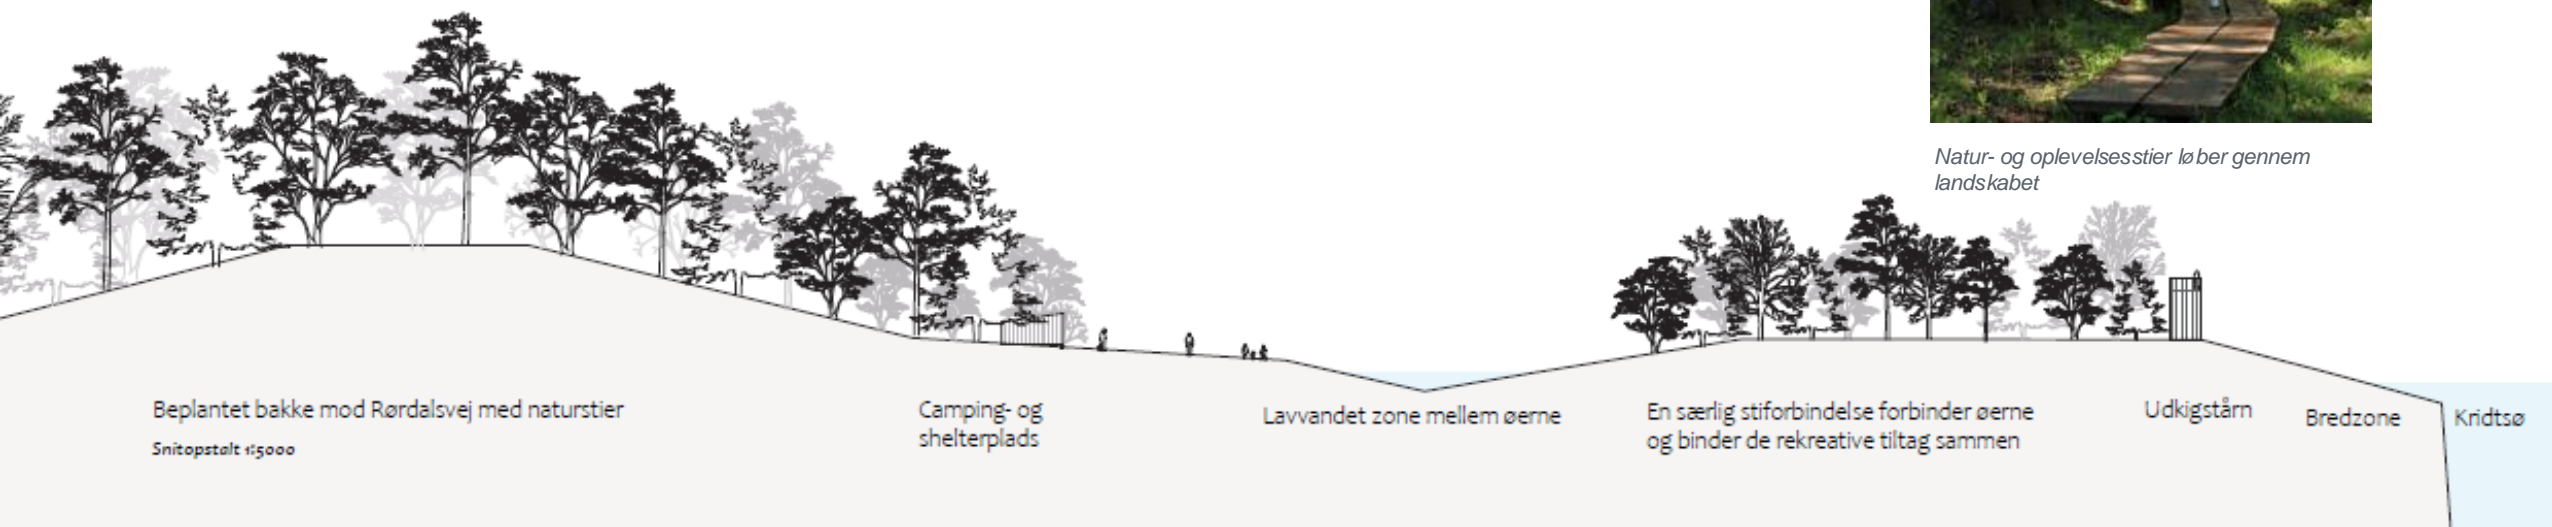 Natur- og oplevelsesstier løber gennem
landskabet
Beplantet bakke mod Rørdalsvej med naturstier
Snitopstalt 1:5000
Camping- og
shelterplads
Lavvandet zone mellem øerne
En særlig stiforbindelse forbinder øerne
og binder de rekreative tiltag sammen
Udkigstårn
Bredzone
Kridtsø